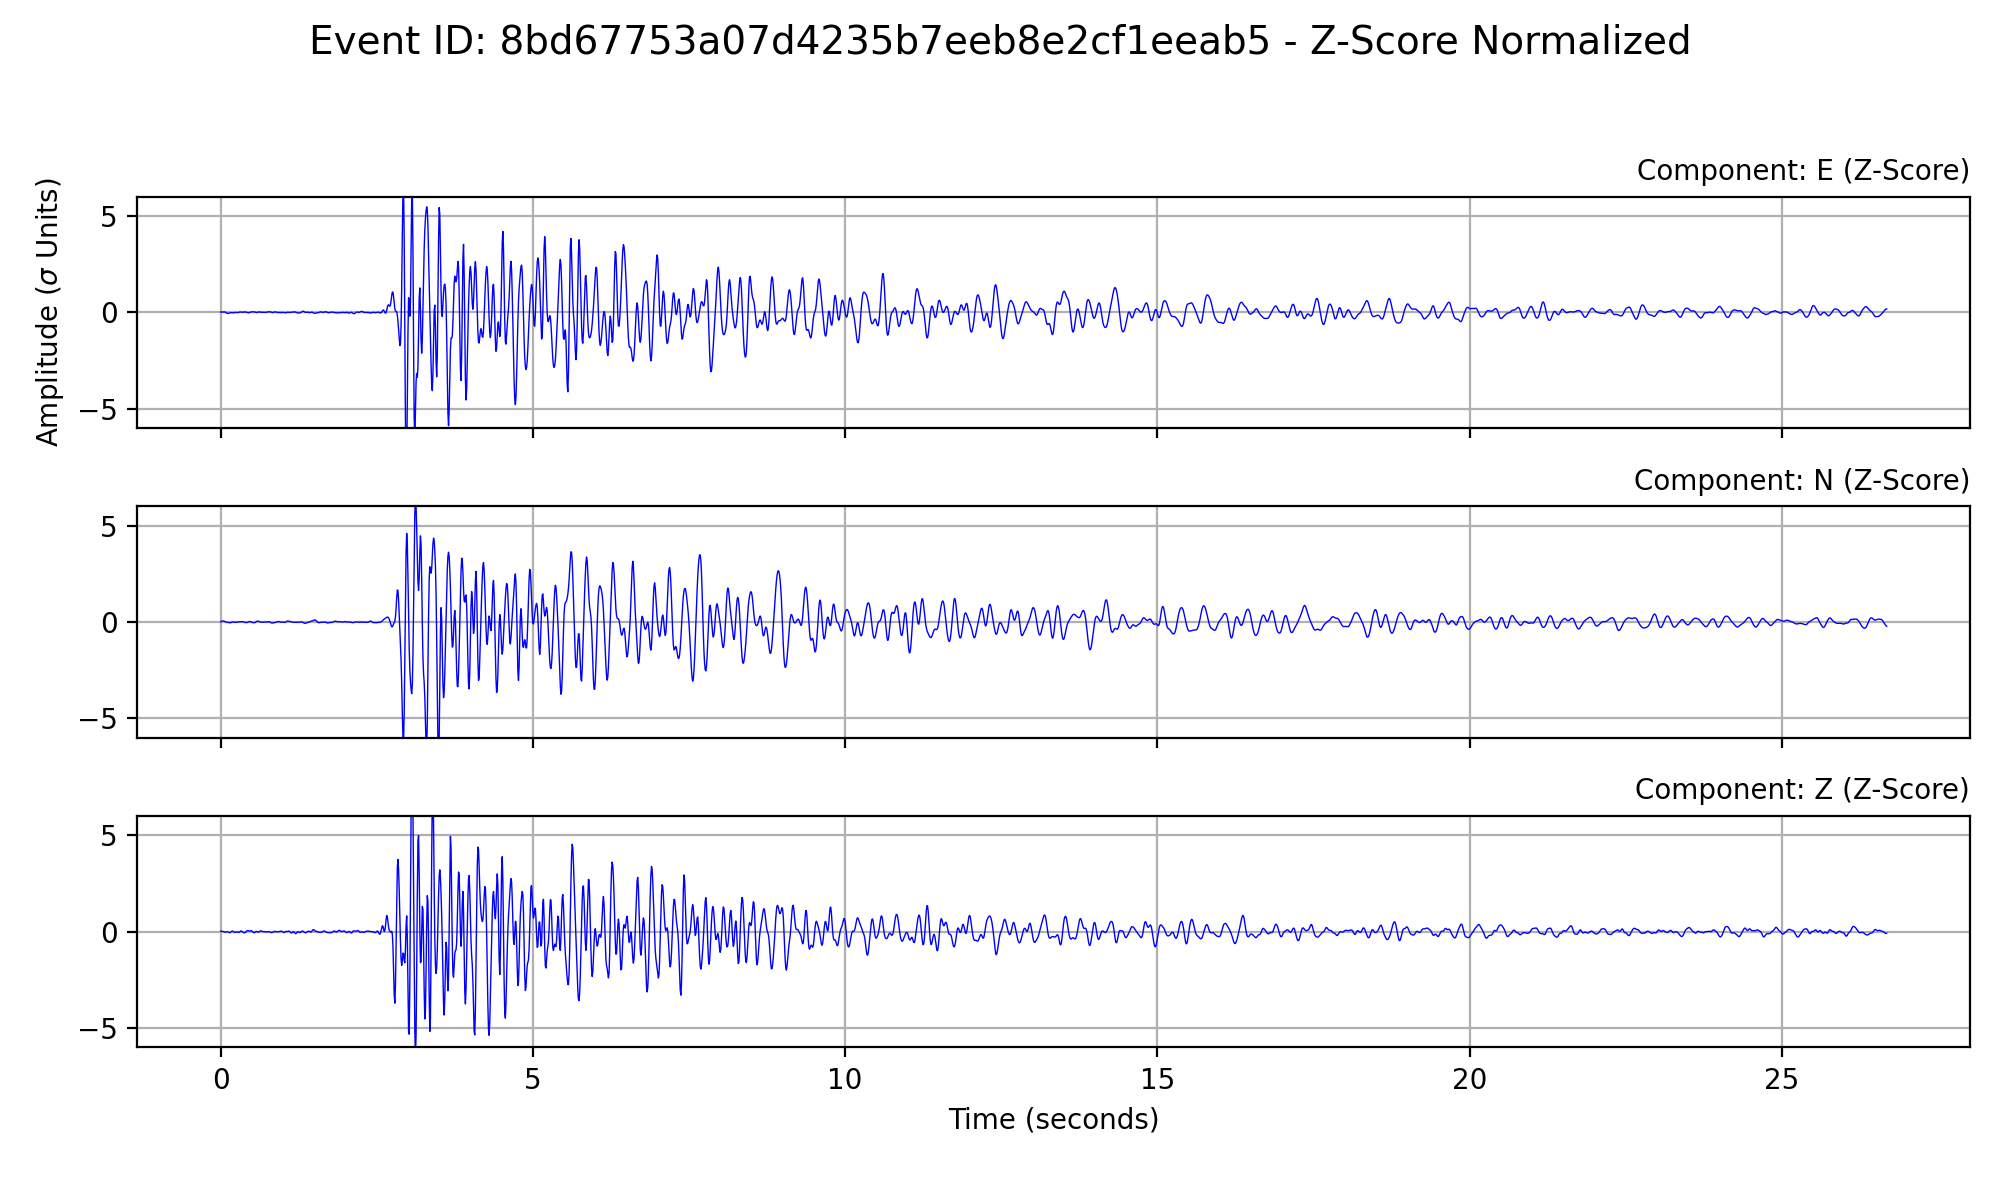 Event ID: 8bd67753a07d4235b7eeb8e2cf1eeab5 - Z-Score Normalized
Component: E (Z-Score)
Amplitude (σ Units)
5
0
−5
Component: N (Z-Score)
5
0
−5
Component: Z (Z-Score)
5
0
−5
0 5 10 15 20 25
Time (seconds)